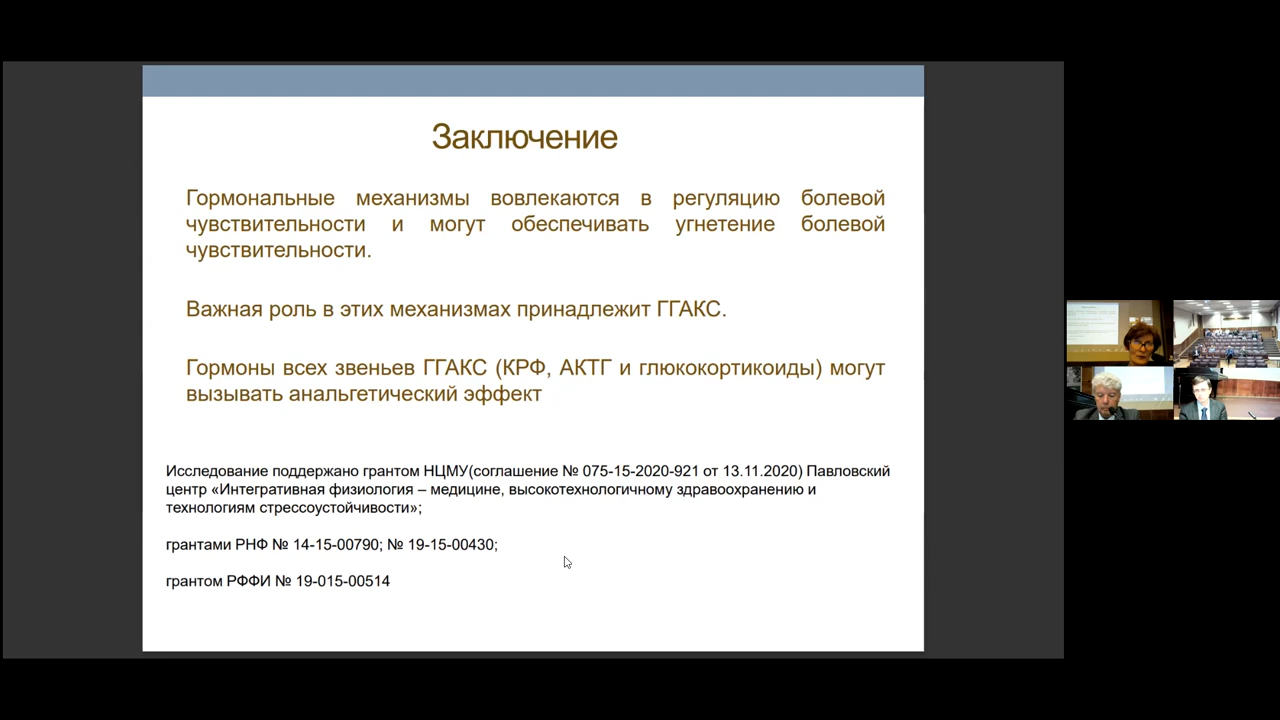 Заключение
Гормональные механизмы вовлекаются в регуляцию болевой
чувствительности и могут обеспечивать угнетение болевой
чувствительности.
Важная роль в этих механизмах принадлежит ГГАКС.
Гормоны всех звеньев ГГАКС (КРФ, АКТГ и глюкокортикоиды) могут
вызывать анальгетический эффект
Исследование поддержано грантом НЦМУ(соглашение № 075-15-2020-921 от 13.11.2020) Павловский
центр «Интегративная физиология – медицине, высокотехнологичному здравоохранению и
технологиям стрессоустойчивости»;
грантами РНФ № 14-15-00790; № 19-15-00430;
грантом РФФИ № 19-015-00514